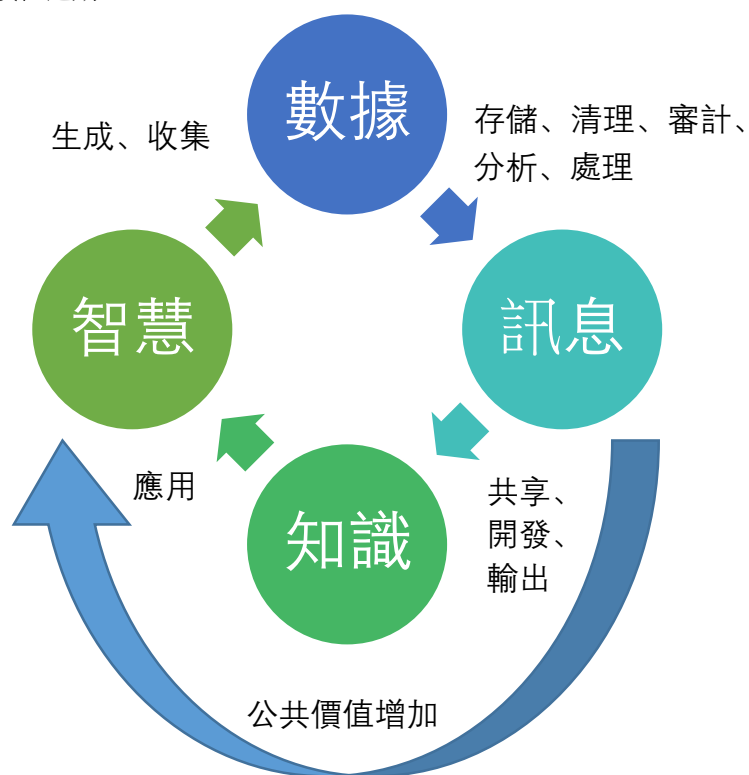 數據
生成、收集
存儲、清理、審計、
分析、處理
智慧
訊息
應用
知識
共享、
開發、
輸出
公共價值增加